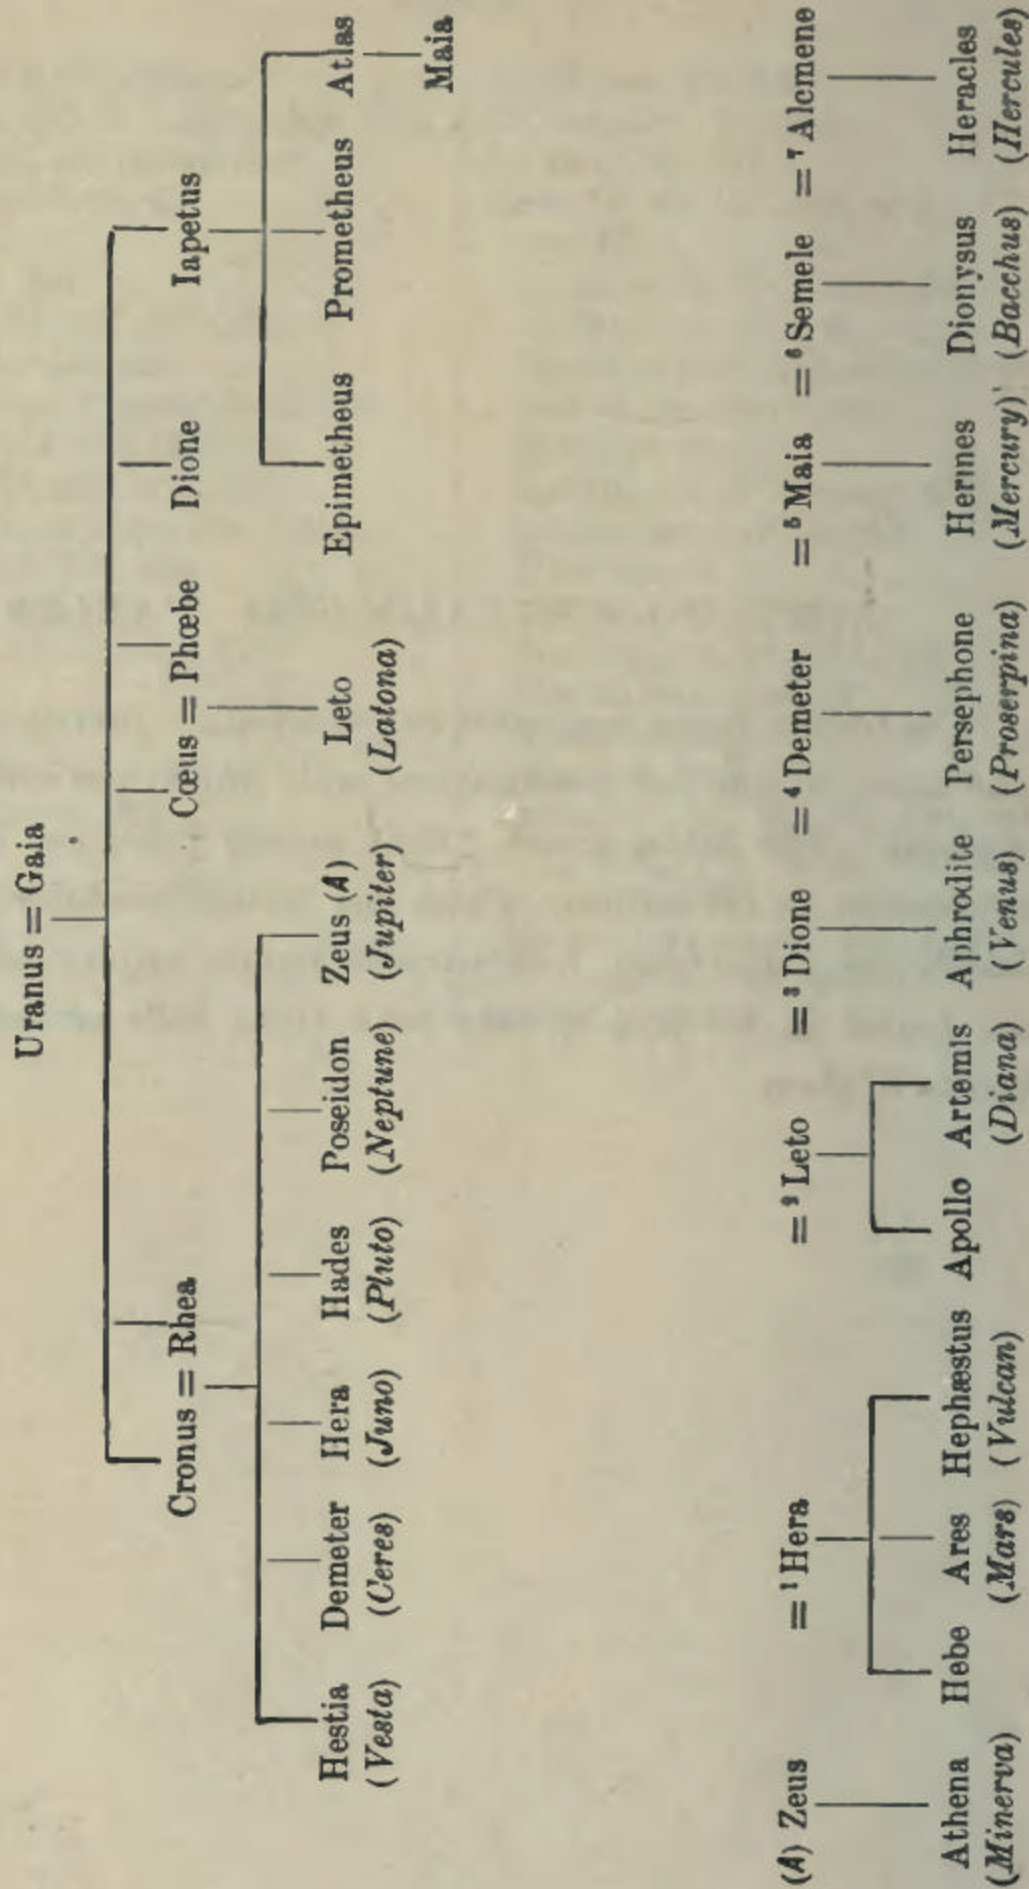 Uranus = Gaia
Cronus = Rhea Cœus = Phœbe Dione Iapetus
Hestia Demeter Hera Hades Poseidon Zeus (A) Leto Epimetheus Prometheus Atlas
(Vesta) (Ceres) (Juno) (Pluto) (Neptune) (Jupiter) (Latona) Maia
(A) Zeus = ¹ Hera = ² Leto = ³ Dione = ⁴ Demeter = ⁵ Maia = ⁶ Semele = ⁷ Alcmene
Athena Hebe Ares Hephæstus Apollo Artemis Aphrodite Persephone Hermes Dionysus Heracles
(Minerva) (Mars) (Vulcan) (Diana) (Venus) (Proserpina) (Mercury) (Bacchus) (Hercules)